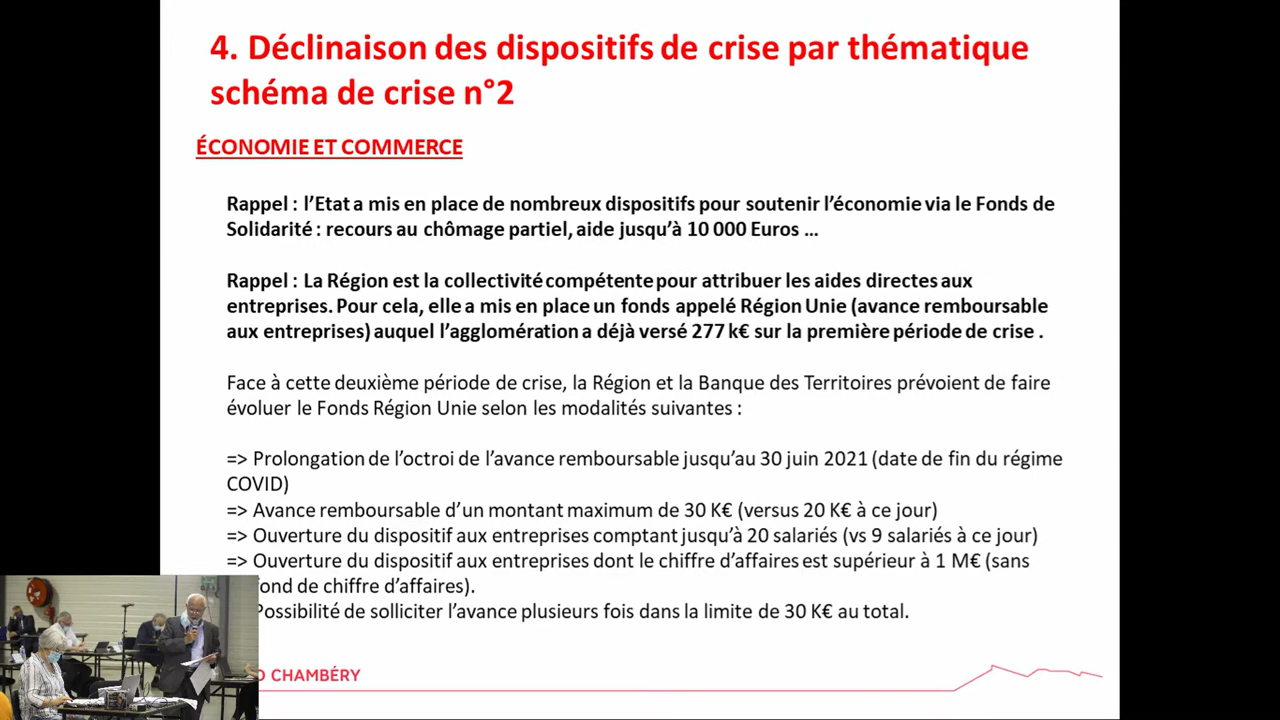 4. Déclinaison des dispositifs de crise par thématique
schéma de crise n°2
ÉCONOMIE ET COMMERCE
Rappel : l’Etat a mis en place de nombreux dispositifs pour soutenir l’économie via le Fonds de
Solidarité : recours au chômage partiel, aide jusqu’à 10 000 Euros ...
Rappel : La Région est la collectivité compétente pour attribuer les aides directes aux
entreprises. Pour cela, elle a mis en place un fonds appelé Région Unie (avance remboursable
aux entreprises) auquel l’agglomération a déjà versé 277 k€ sur la première période de crise .
Face à cette deuxième période de crise, la Région et la Banque des Territoires prévoient de faire
évoluer le Fonds Région Unie selon les modalités suivantes :
=> Prolongation de l’octroi de l’avance remboursable jusqu’au 30 juin 2021 (date de fin du régime
COVID)
=> Avance remboursable d’un montant maximum de 30 K€ (versus 20 K€ à ce jour)
=> Ouverture du dispositif aux entreprises comptant jusqu’à 20 salariés (vs 9 salariés à ce jour)
=> Ouverture du dispositif aux entreprises dont le chiffre d’affaires est supérieur à 1 M€ (sans
fond de chiffre d’affaires).
Possibilité de solliciter l’avance plusieurs fois dans la limite de 30 K€ au total.
CHAMBÉRY